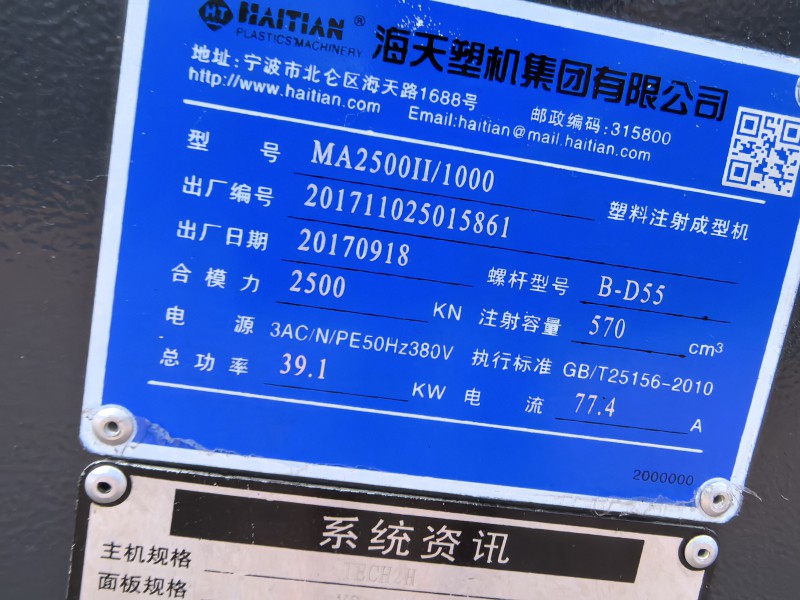 HAITIAN ®
PLASTICS MACHINERY
海天塑机集团有限公司
地址:宁波市北仑区海天路1688号 邮政编码:315800
http://www.haitian.com Email:haitian@mail.haitian.com
型号 MA2500II/1000 塑料注射成型机
出厂编号 201711025015861
出厂日期 20170918 螺杆型号 B-D55
合模力 2500 KN 注射容量 570 cm³
电源 3AC/N/PE50Hz380V 执行标准 GB/T25156-2010
总功率 39.1 KW 电流 77.4 A
2000000
系统资讯
主机规格 TECH2H
面板规格